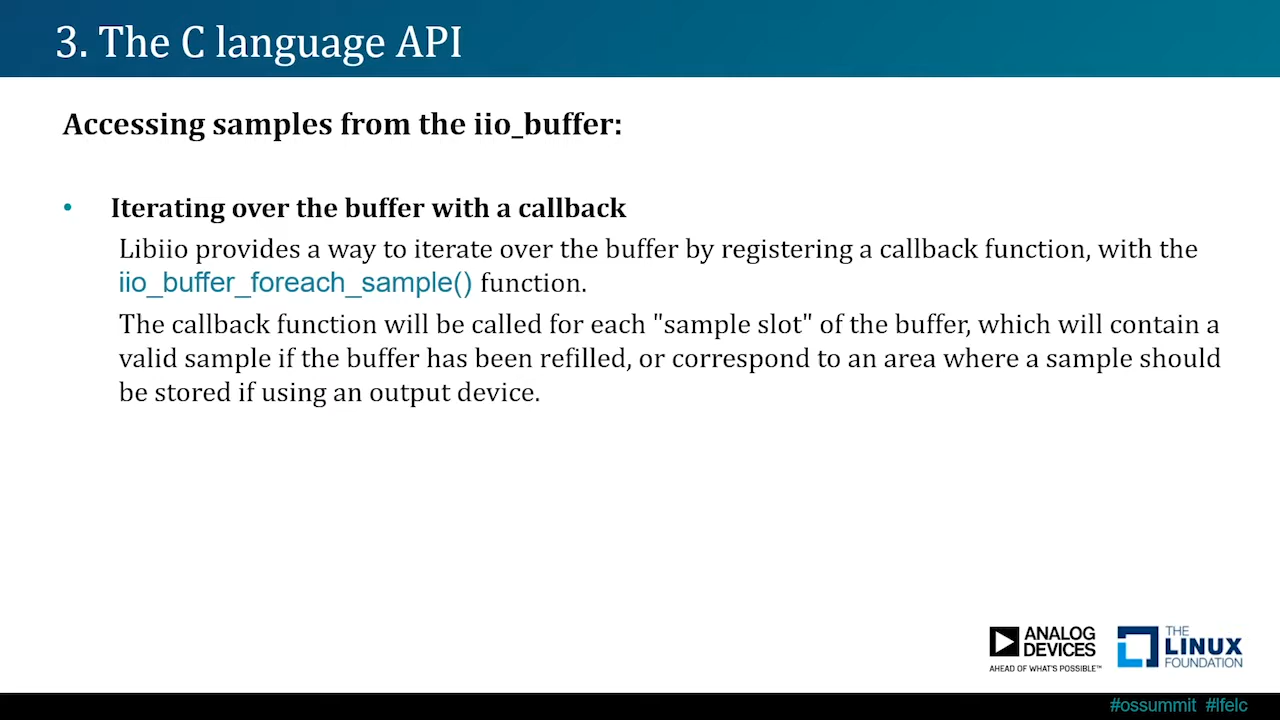 3. The C language API
Accessing samples from the iio_buffer:
• Iterating over the buffer with a callback
Libiio provides a way to iterate over the buffer by registering a callback function, with the
iio_buffer_foreach_sample() function.
The callback function will be called for each "sample slot" of the buffer, which will contain a
valid sample if the buffer has been refilled, or correspond to an area where a sample should
be stored if using an output device.
ANALOG
DEVICES
AHEAD OF WHAT'S POSSIBLE™
THE
LINUX
FOUNDATION
#ossummit #lfelc